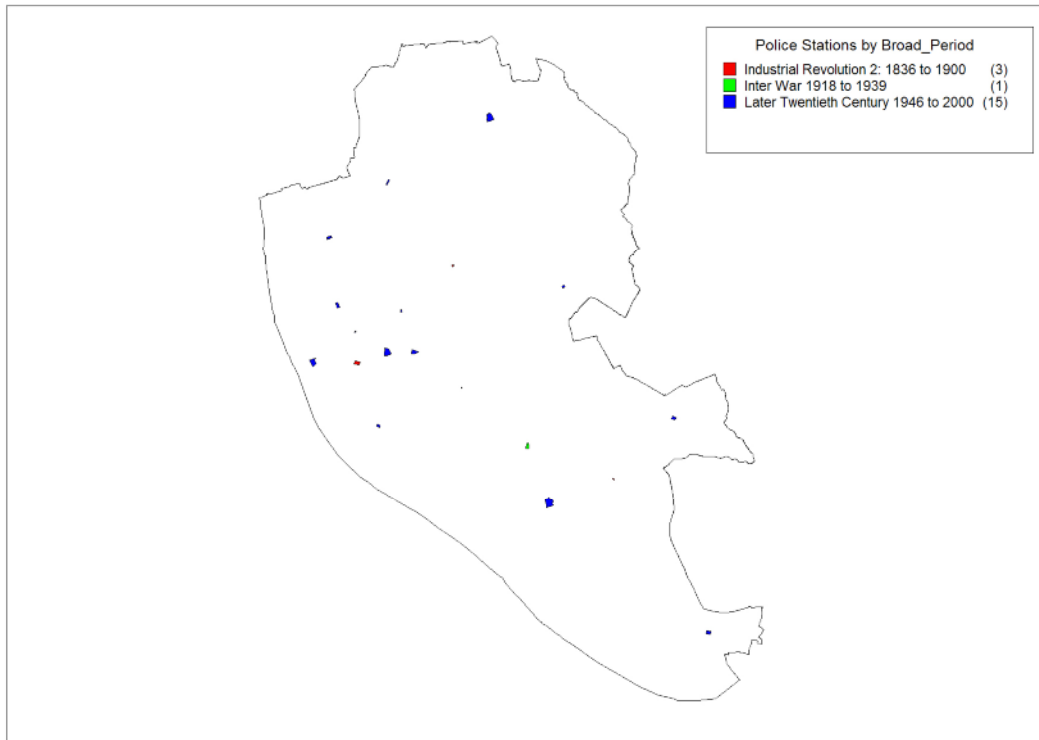 Police Stations by Broad_Period
Industrial Revolution 2: 1836 to 1900 (3)
Inter War 1918 to 1939 (1)
Later Twentieth Century 1946 to 2000 (15)